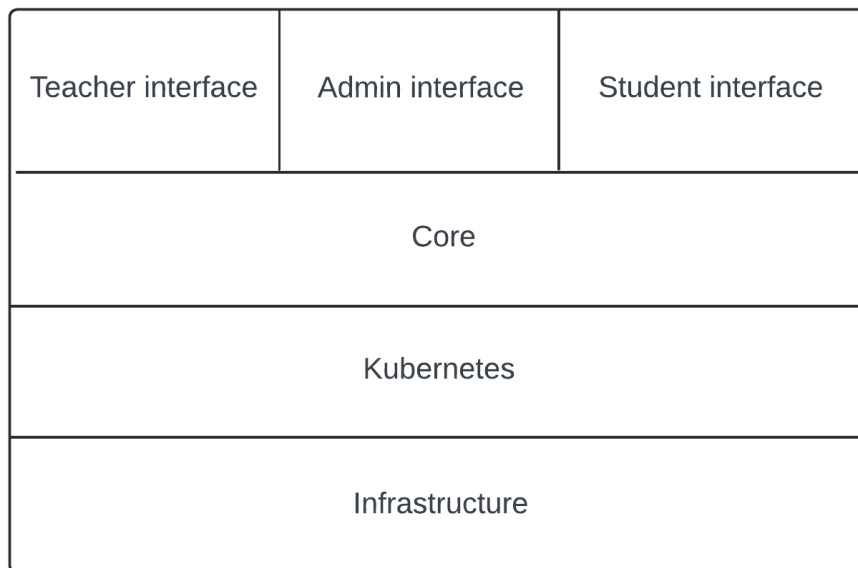 Teacher interface
Admin interface
Student interface
Core
Kubernetes
Infrastructure